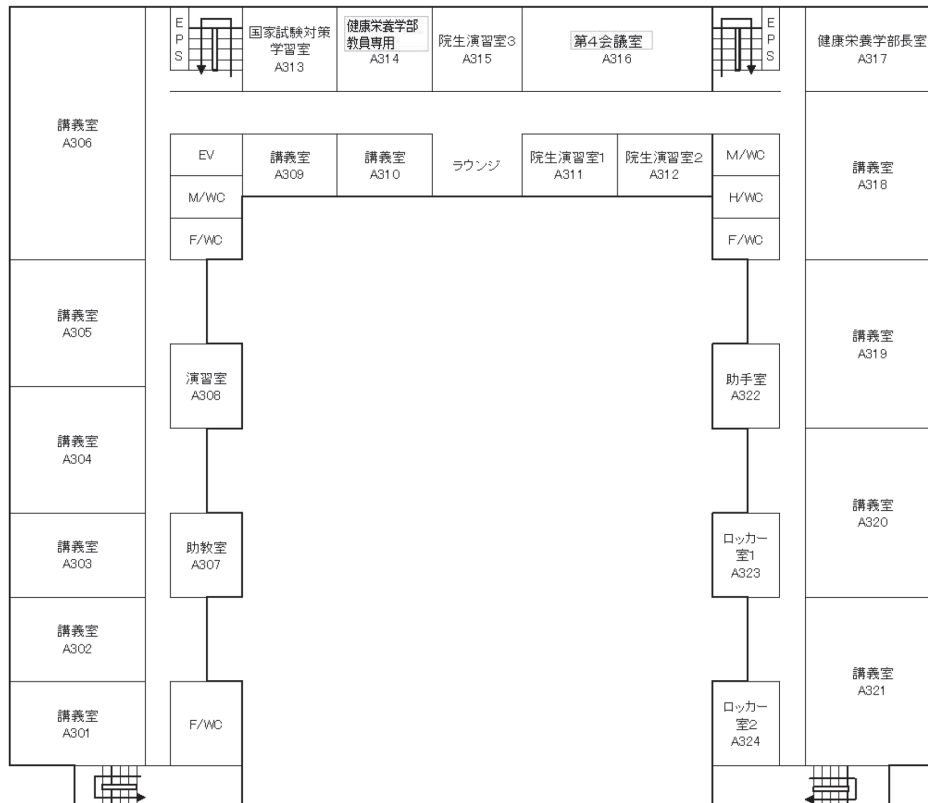 EPS
国家試験対策
学習室
A313
健康栄養学部
教員専用
A314
院生演習室3
A315
第4会議室
A316
EPS
健康栄養学部長室
A317
講義室
A306
EV
講義室
A309
講義室
A310
ラウンジ
院生演習室1
A311
院生演習室2
A312
M/WC
講義室
A318
M/WC
H/WC
F/WC
F/WC
講義室
A305
講義室
A319
演習室
A308
助手室
A322
講義室
A304
講義室
A320
講義室
A303
助教室
A307
ロッカー
室1
A323
講義室
A302
講義室
A321
講義室
A301
F/WC
ロッカー
室2
A324